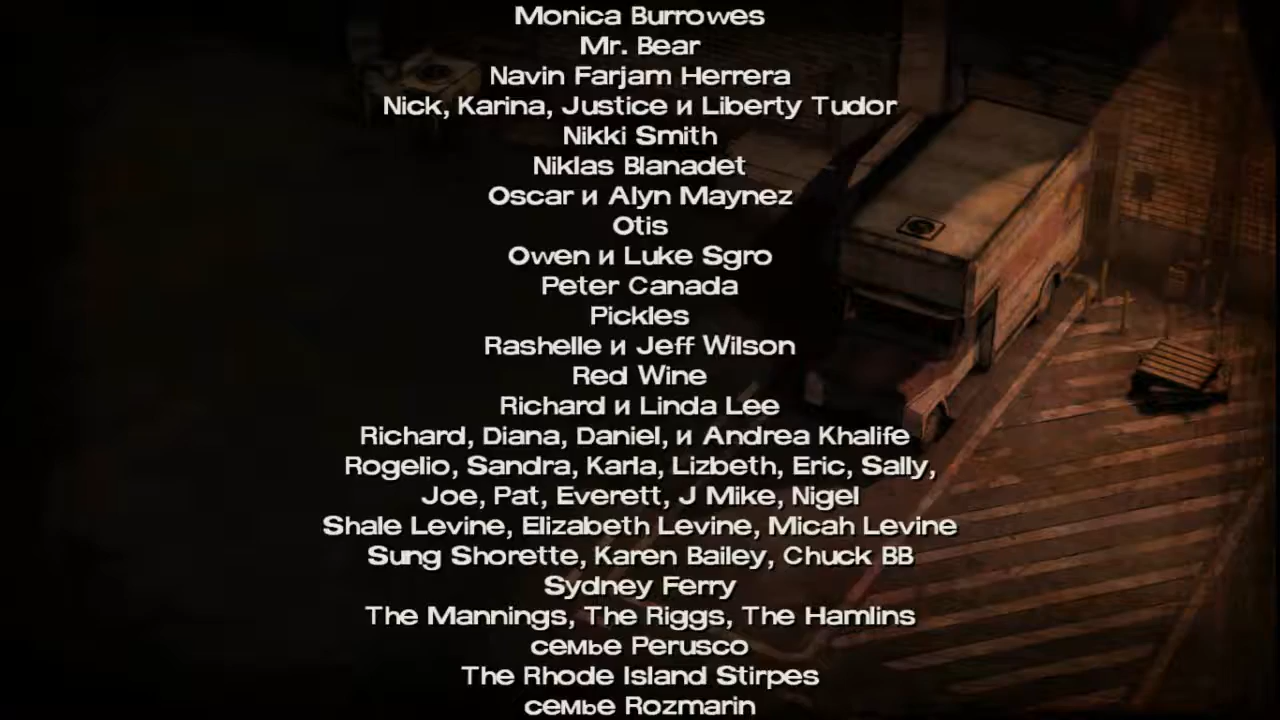 Monica Burrowes
Mr. Bear
Navin Farjam Herrera
Nick, Karina, Justice и Liberty Tudor
Nikki Smith
Niklas Blanadet
Oscar и Alyn Maynez
Otis
Owen и Luke Sgro
Peter Canada
Pickles
Rashelle и Jeff Wilson
Red Wine
Richard и Linda Lee
Richard, Diana, Daniel, и Andrea Khalife
Rogelio, Sandra, Karla, Lizbeth, Eric, Sally,
Joe, Pat, Everett, J Mike, Nigel
Shale Levine, Elizabeth Levine, Micah Levine
Sung Shorette, Karen Bailey, Chuck BB
Sydney Ferry
The Mannings, The Riggs, The Hamlins
семье Perusco
The Rhode Island Stirpes
семье Rozmarin